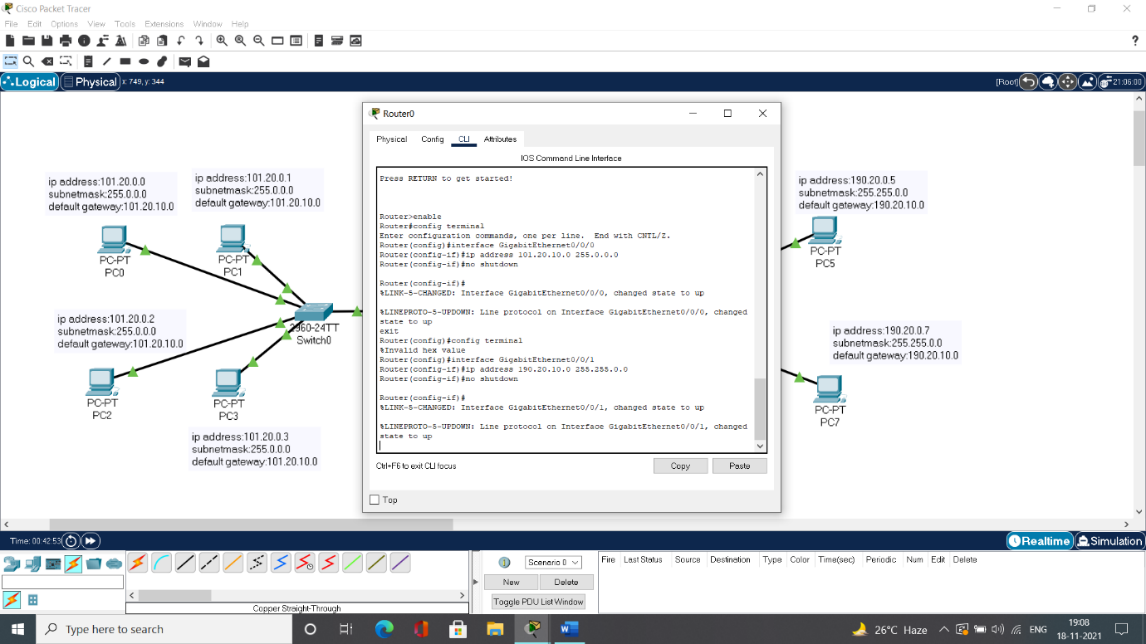 Cisco Packet Tracer
File Edit Options View Tools Extensions Window Help
?
Logical Physical x: 749, y: 344 [Root] 21:06:00
Router0
Physical Config CLI Attributes
IOS Command Line Interface
Press RETURN to get started!
Router>enable
Router#config terminal
Enter configuration commands, one per line. End with CNTL/Z.
Router(config)#interface GigabitEthernet0/0/0
Router(config-if)#ip address 101.20.10.0 255.0.0.0
Router(config-if)#no shutdown
Router(config-if)#
%LINK-5-CHANGED: Interface GigabitEthernet0/0/0, changed state to up
%LINEPROTO-5-UPDOWN: Line protocol on Interface GigabitEthernet0/0/0, changed
state to up
exit
Router(config)#config terminal
%Invalid hex value
Router(config)#interface GigabitEthernet0/0/1
Router(config-if)#ip address 190.20.10.0 255.255.0.0
Router(config-if)#no shutdown
Router(config-if)#
%LINK-5-CHANGED: Interface GigabitEthernet0/0/1, changed state to up
%LINEPROTO-5-UPDOWN: Line protocol on Interface GigabitEthernet0/0/1, changed
state to up
Ctrl+F6 to exit CLI focus
Copy Paste
Top
ip address:101.20.0.0
subnetmask:255.0.0.0
default gateway:101.20.10.0
PC-PT
PC0
ip address:101.20.0.1
subnetmask:255.0.0.0
default gateway:101.20.10.0
PC-PT
PC1
2960-24TT
Switch0
ip address:101.20.0.2
subnetmask:255.0.0.0
default gateway:101.20.10.0
PC-PT
PC2
PC-PT
PC3
ip address:101.20.0.3
subnetmask:255.0.0.0
default gateway:101.20.10.0
ip address:190.20.0.5
subnetmask:255.255.0.0
default gateway:190.20.10.0
PC-PT
PC5
ip address:190.20.0.7
subnetmask:255.255.0.0
default gateway:190.20.10.0
PC-PT
PC7
Time: 00:42:53 Realtime Simulation
Copper Straight-Through
Scenario 0
New Delete
Toggle PDU List Window
Fire Last Status Source Destination Type Color Time(sec) Periodic Num Edit Delete
Type here to search
26°C Haze ENG
19:08
18-11-2021